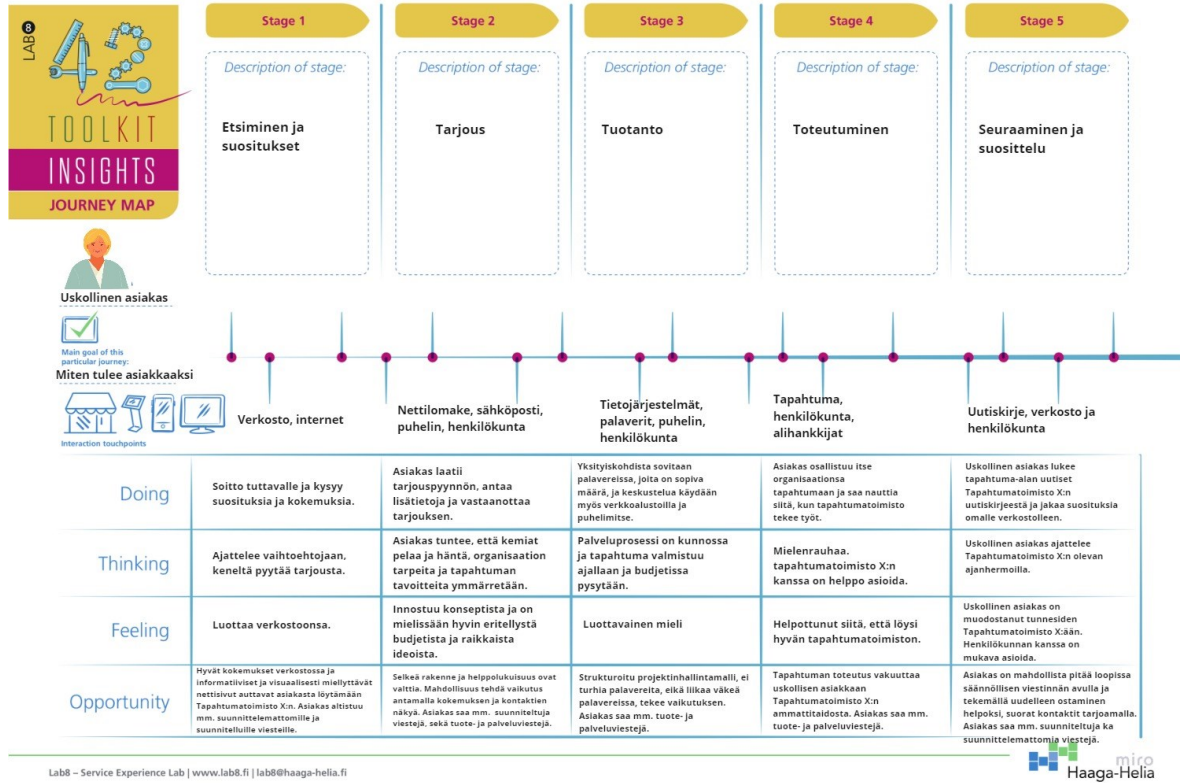 LAB8
TOOLKIT
INSIGHTS
JOURNEY MAP
Stage 1
Stage 2
Stage 3
Stage 4
Stage 5
Description of stage:
Description of stage:
Description of stage:
Description of stage:
Description of stage:
Etsiminen ja
suositukset
Tarjous
Tuotanto
Toteutuminen
Seuraaminen ja
suosittelu
Uskollinen asiakas
Main goal of this
particular journey:
Miten tulee asiakkaaksi
Interaction touchpoints
Verkosto, internet
Nettilomake, sähköposti,
puhelin, henkilökunta
Tietojärjestelmät,
palaverit, puhelin,
henkilökunta
Tapahtuma,
henkilökunta,
alihankkijat
Uutiskirje, verkosto ja
henkilökunta
Doing
Soitto tuttavalle ja kysyy
suosituksia ja kokemuksia.
Asiakas laatii
tarjouspyynnön, antaa
lisätietoja ja vastaanottaa
tarjouksen.
Yksityiskohdista sovitaan
palavereissa, joita on sopiva
määrä, ja keskustelua käydään
myös verkkoalustoilla ja
puhelimitse.
Asiakas osallistuu itse
organisaationsa
tapahtumaan ja saa nauttia
siitä, kun tapahtumatoimisto
tekee työt.
Uskollinen asiakas lukee
tapahtuma-alan uutiset
Tapahtumatoimisto X:n
uutiskirjeestä ja jakaa suosituksia
omalle verkostolleen.
Thinking
Ajattelee vaihtoehtojaan,
keneltä pyytää tarjousta.
Asiakas tuntee, että kemiat
pelaa ja häntä, organisaation
tarpeita ja tapahtuman
tavoitteita ymmärretään.
Palveluprosessi on kunnossa
ja tapahtuma valmistuu
ajallaan ja budjetissa
pysytään.
Mielenrauhaa.
tapahtumatoimisto X:n
kanssa on helppo asioida.
Uskollinen asiakas ajattelee
Tapahtumatoimisto X:n olevan
ajanhermoilla.
Feeling
Luottaa verkostoonsa.
Innostuu konseptista ja on
mielissään hyvin eritellystä
budjetista ja raikkaista
ideoista.
Luottavainen mieli
Helpottunut siitä, että löysi
hyvän tapahtumatoimiston.
Uskollinen asiakas on
muodostanut tunnesiden
Tapahtumatoimisto X:ään.
Henkilökunnan kanssa on
mukava asioida.
Opportunity
Hyvät kokemukset verkostossa ja
informatiiviset ja visuaalisesti miellyttävät
nettisivut auttavat asiakasta löytämään
Tapahtumatoimisto X:n. Asiakas altistuu
mm. suunnittelemattomille ja
suunnitelluille viesteille.
Selkeä rakenne ja helppolukuisuus ovat
valttia. Mahdollisuus tehdä vaikutus
antamalla kokemuksen ja kontaktien
näkyä. Asiakas saa mm. suunniteltuja
viestejä, sekä tuote- ja palveluviestejä.
Strukturoitu projektinhallintamalli, ei
turhia palavereita, eikä liikaa väkeä
palavereissa, tekee vaikutuksen.
Asiakas saa mm. tuote- ja
palveluviestejä.
Tapahtuman toteutus vakuuttaa
uskollisen asiakkaan
Tapahtumatoimisto X:n
ammattitaidosta. Asiakas saa mm.
tuote- ja palveluviestejä.
Asiakas on mahdollista pitää loopissa
säännöllisen viestinnän avulla ja
tekemällä uudelleen ostaminen
helpoksi, suorat kontaktit tarjoamalla.
Asiakas saa mm. suunniteltuja ka
suunnittelemattomia viestejä.
Lab8 – Service Experience Lab | www.lab8.fi | lab8@haaga-helia.fi
miro
Haaga-Helia